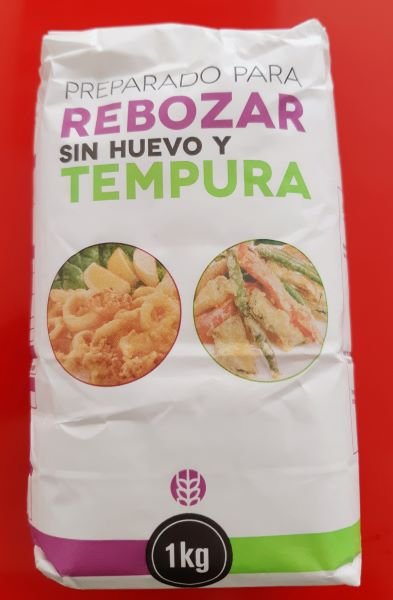 PREPARADO PARA
REBOZAR
SIN HUEVO Y
TEMPURA
1kg